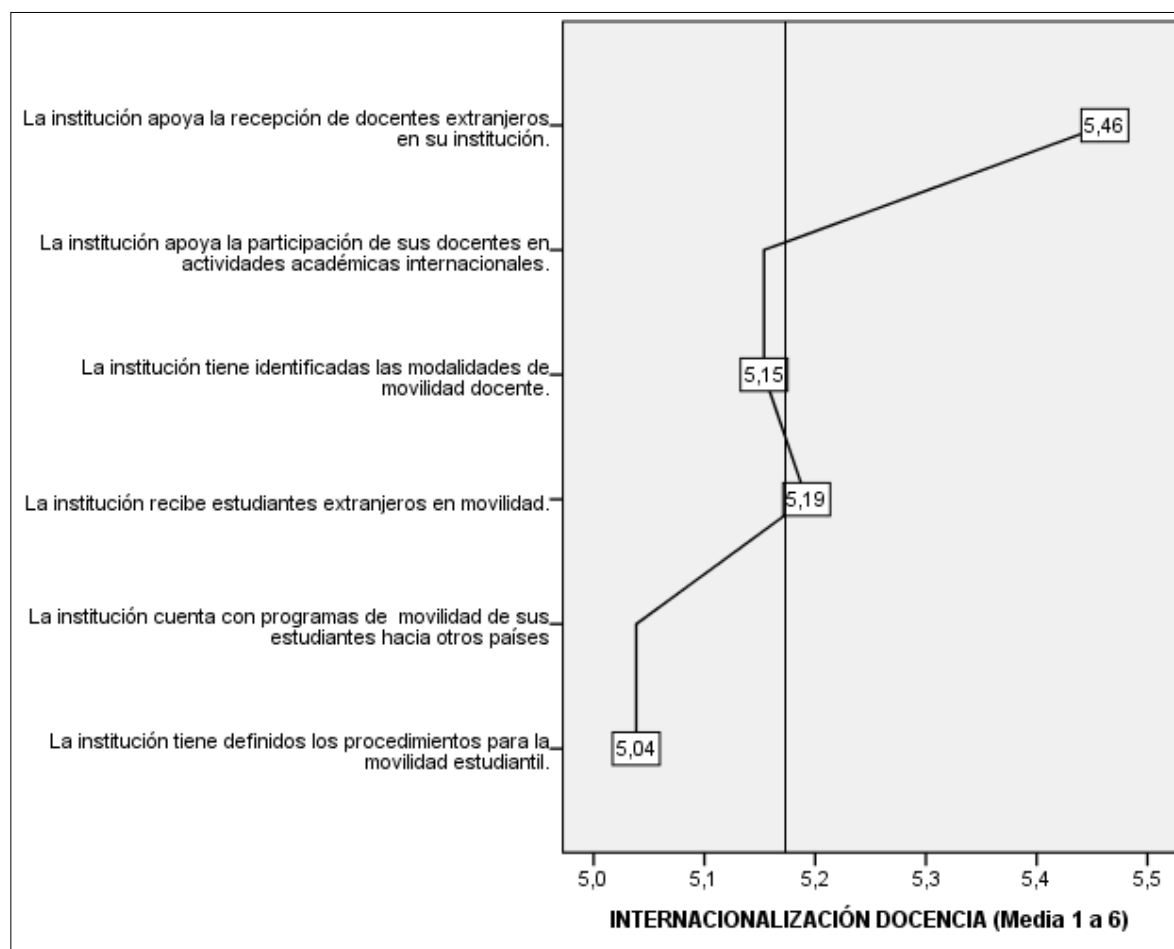 La institución apoya la recepción de docentes extranjeros
en su institución.
5,46
La institución apoya la participación de sus docentes en
actividades académicas internacionales.
La institución tiene identificadas las modalidades de
movilidad docente.
5,15
La institución recibe estudiantes extranjeros en movilidad.
5,19
La institución cuenta con programas de  movilidad de sus
estudiantes hacia otros países
La institución tiene definidos los procedimientos para la
movilidad estudiantil.
5,04
5,0 5,1 5,2 5,3 5,4 5,5
INTERNACIONALIZACIÓN DOCENCIA (Media 1 a 6)